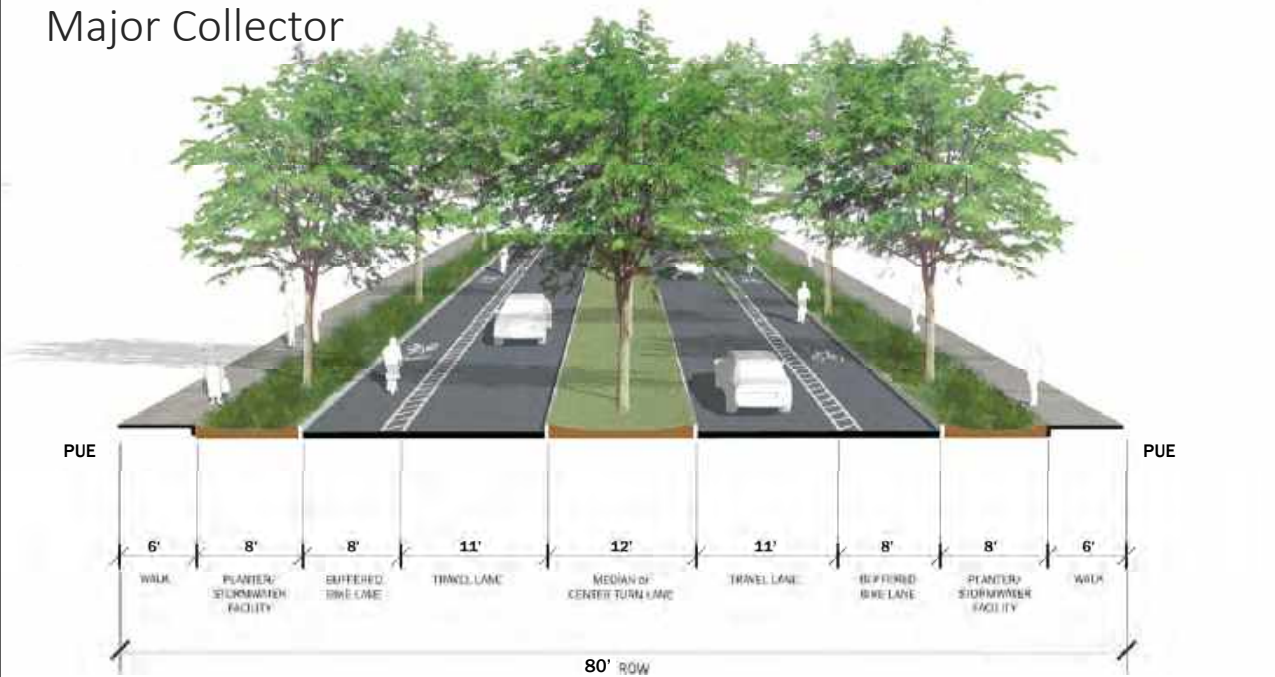 Major Collector
PUE
PUE
6'
8'
8'
11'
12'
11'
8'
8'
6'
WALK
PLANTER/
STORMWATER
FACILITY
BUFFERED
BIKE LANE
TRAVEL LANE
MEDIAN or
CENTER TURN LANE
TRAVEL LANE
BUFFERED
BIKE LANE
PLANTER/
STORMWATER
FACILITY
WALK
80' ROW